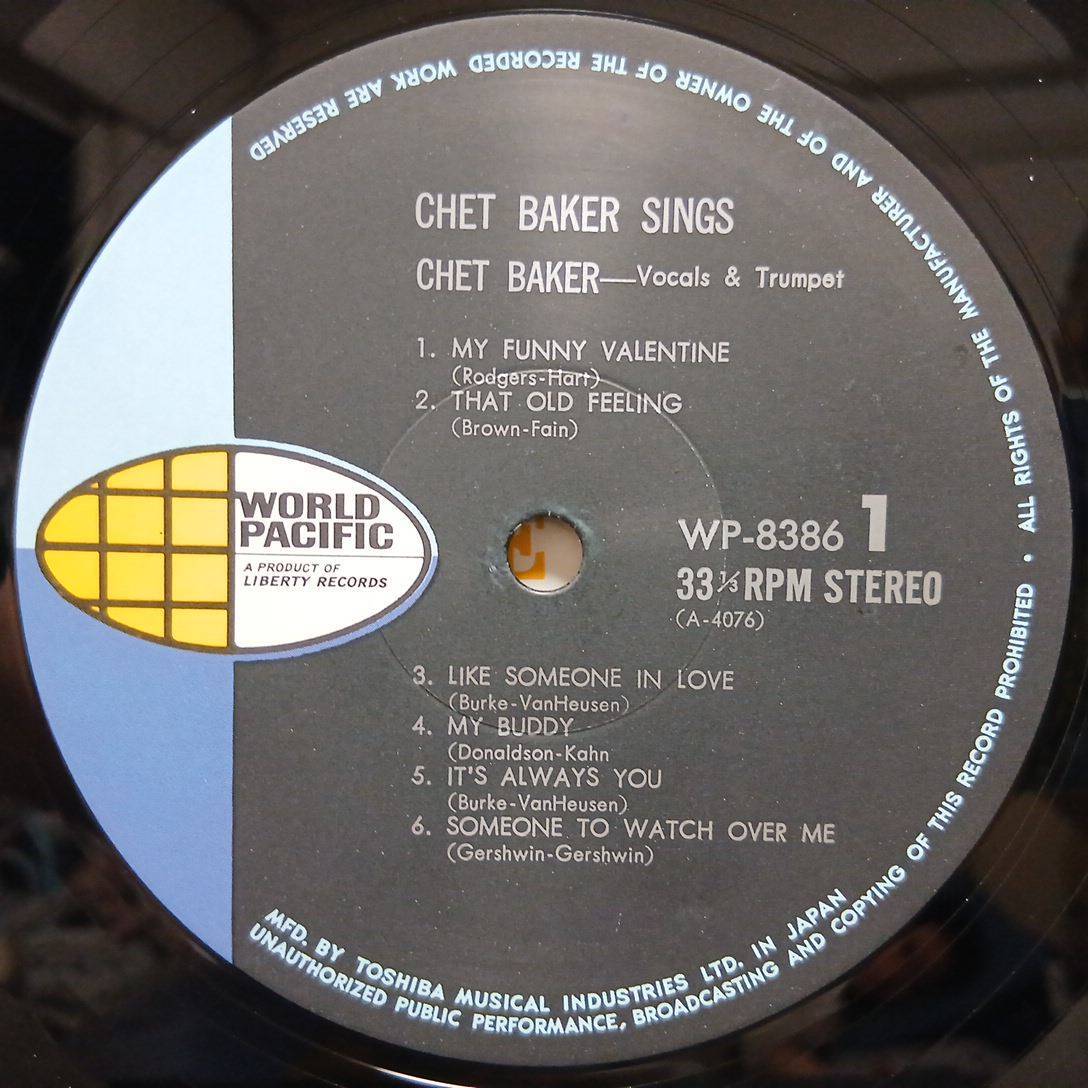 CHET BAKER SINGS
CHET BAKER—Vocals & Trumpet
1. MY FUNNY VALENTINE
(Rodgers-Hart)
2. THAT OLD FEELING
(Brown-Fain)
WORLD
PACIFIC
A PRODUCT OF
LIBERTY RECORDS
WP-8386 1
33⅓ RPM STEREO
(A-4076)
3. LIKE SOMEONE IN LOVE
(Burke-VanHeusen)
4. MY BUDDY
(Donaldson-Kahn
5. IT'S ALWAYS YOU
(Burke-VanHeusen)
6. SOMEONE TO WATCH OVER ME
(Gershwin-Gershwin)
MFD. BY TOSHIBA MUSICAL INDUSTRIES LTD. IN JAPAN
UNAUTHORIZED PUBLIC PERFORMANCE, BROADCASTING AND COPYING OF THIS RECORD PROHIBITED • ALL RIGHTS OF THE MANUFACTURER AND OF THE OWNER OF THE RECORDED WORK ARE RESERVED